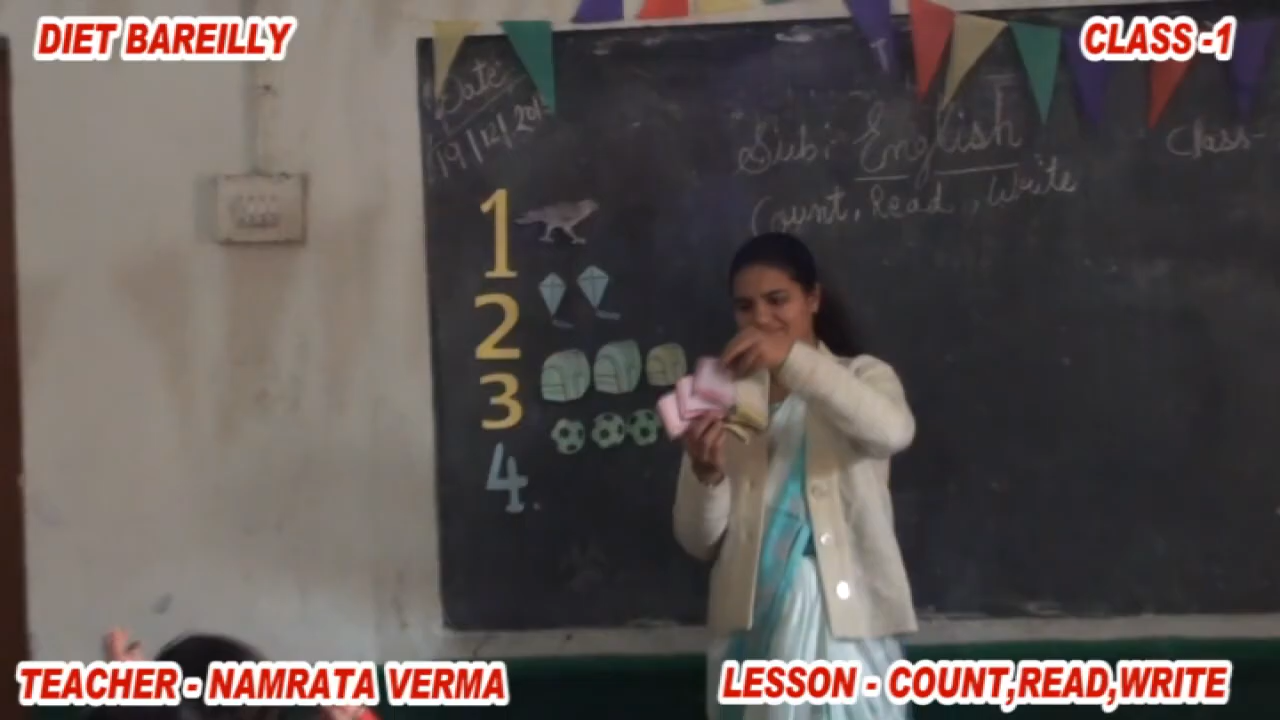 DIET BAREILLY
CLASS -1
Date
19/12/201
Sub: English
Class-
Count, Read, Write
1
2
3
4.
TEACHER - NAMRATA VERMA
LESSON - COUNT,READ,WRITE